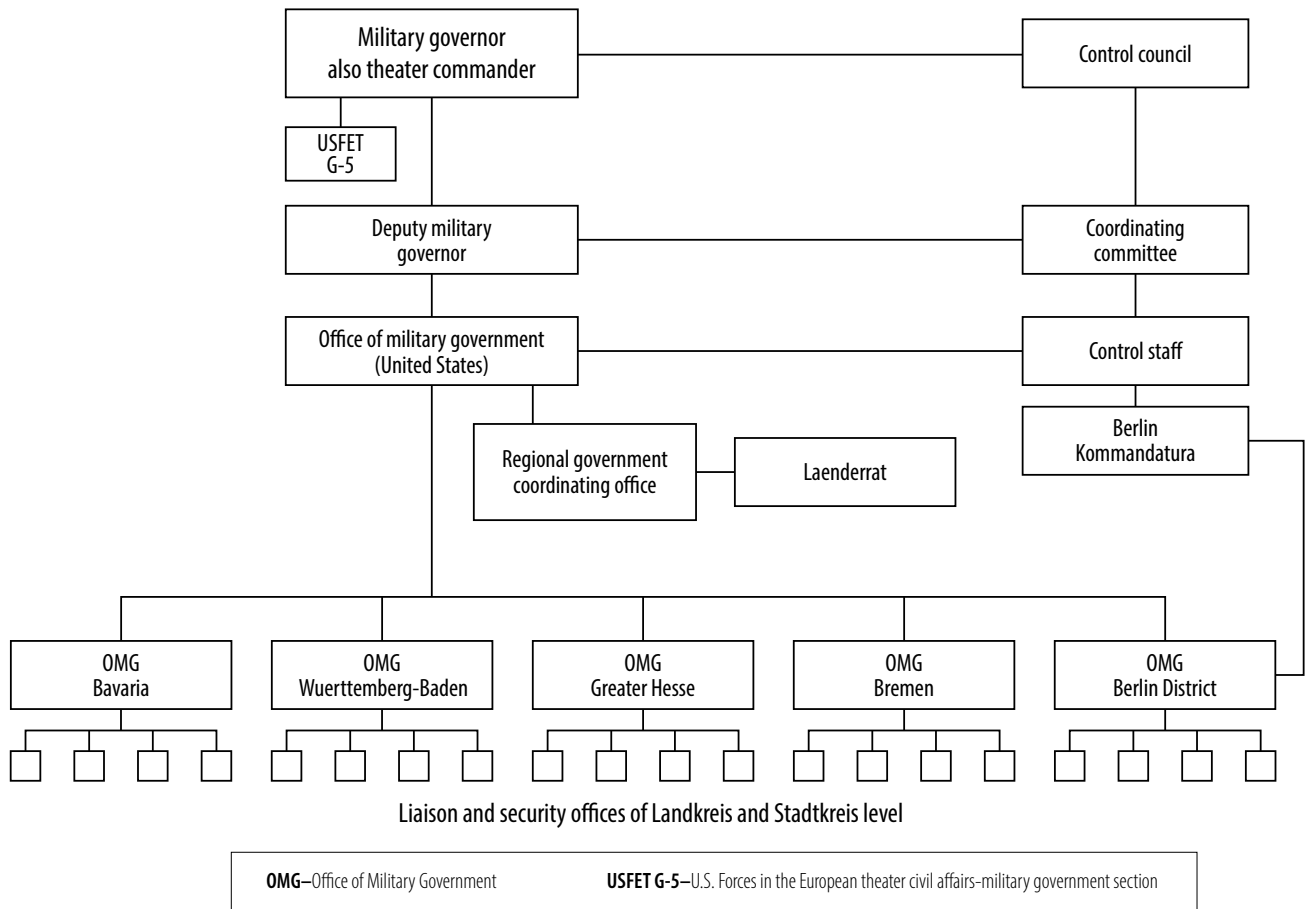 Military governor
also theater commander
Control council
USFET
G-5
Deputy military
governor
Coordinating
committee
Office of military government
(United States)
Control staff
Berlin
Kommandatura
Regional government
coordinating office
Laenderrat
OMG
Bavaria
OMG
Wuerttemberg-Baden
OMG
Greater Hesse
OMG
Bremen
OMG
Berlin District
Liaison and security offices of Landkreis and Stadtkreis level
OMG–Office of Military Government
USFET G-5–U.S. Forces in the European theater civil affairs-military government section